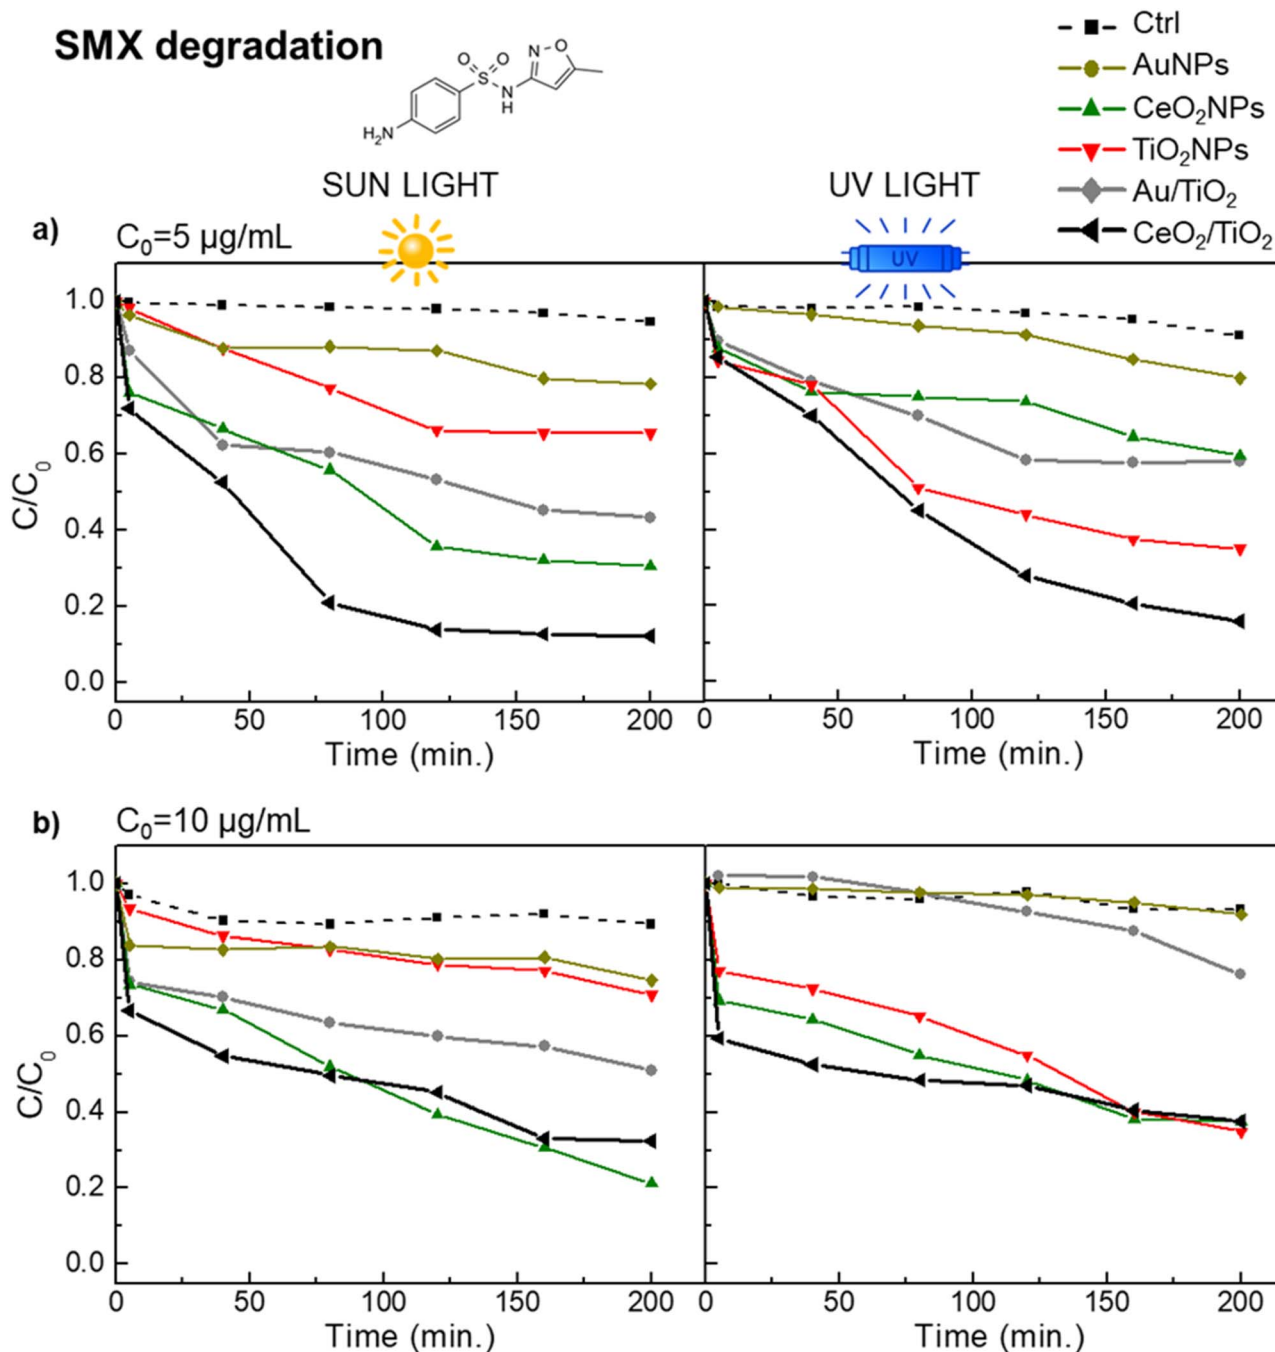 SMX degradation
H₂N
O O
S
N
H
N O
Ctrl
AuNPs
CeO₂NPs
TiO₂NPs
Au/TiO₂
CeO₂/TiO₂
SUN LIGHT
UV LIGHT
UV
a) C₀=5 µg/mL
C/C₀
1.0
0.8
0.6
0.4
0.2
0.0
0 50 100 150 200
Time (min.)
0 50 100 150 200
Time (min.)
b) C₀=10 µg/mL
C/C₀
1.0
0.8
0.6
0.4
0.2
0.0
0 50 100 150 200
Time (min.)
0 50 100 150 200
Time (min.)